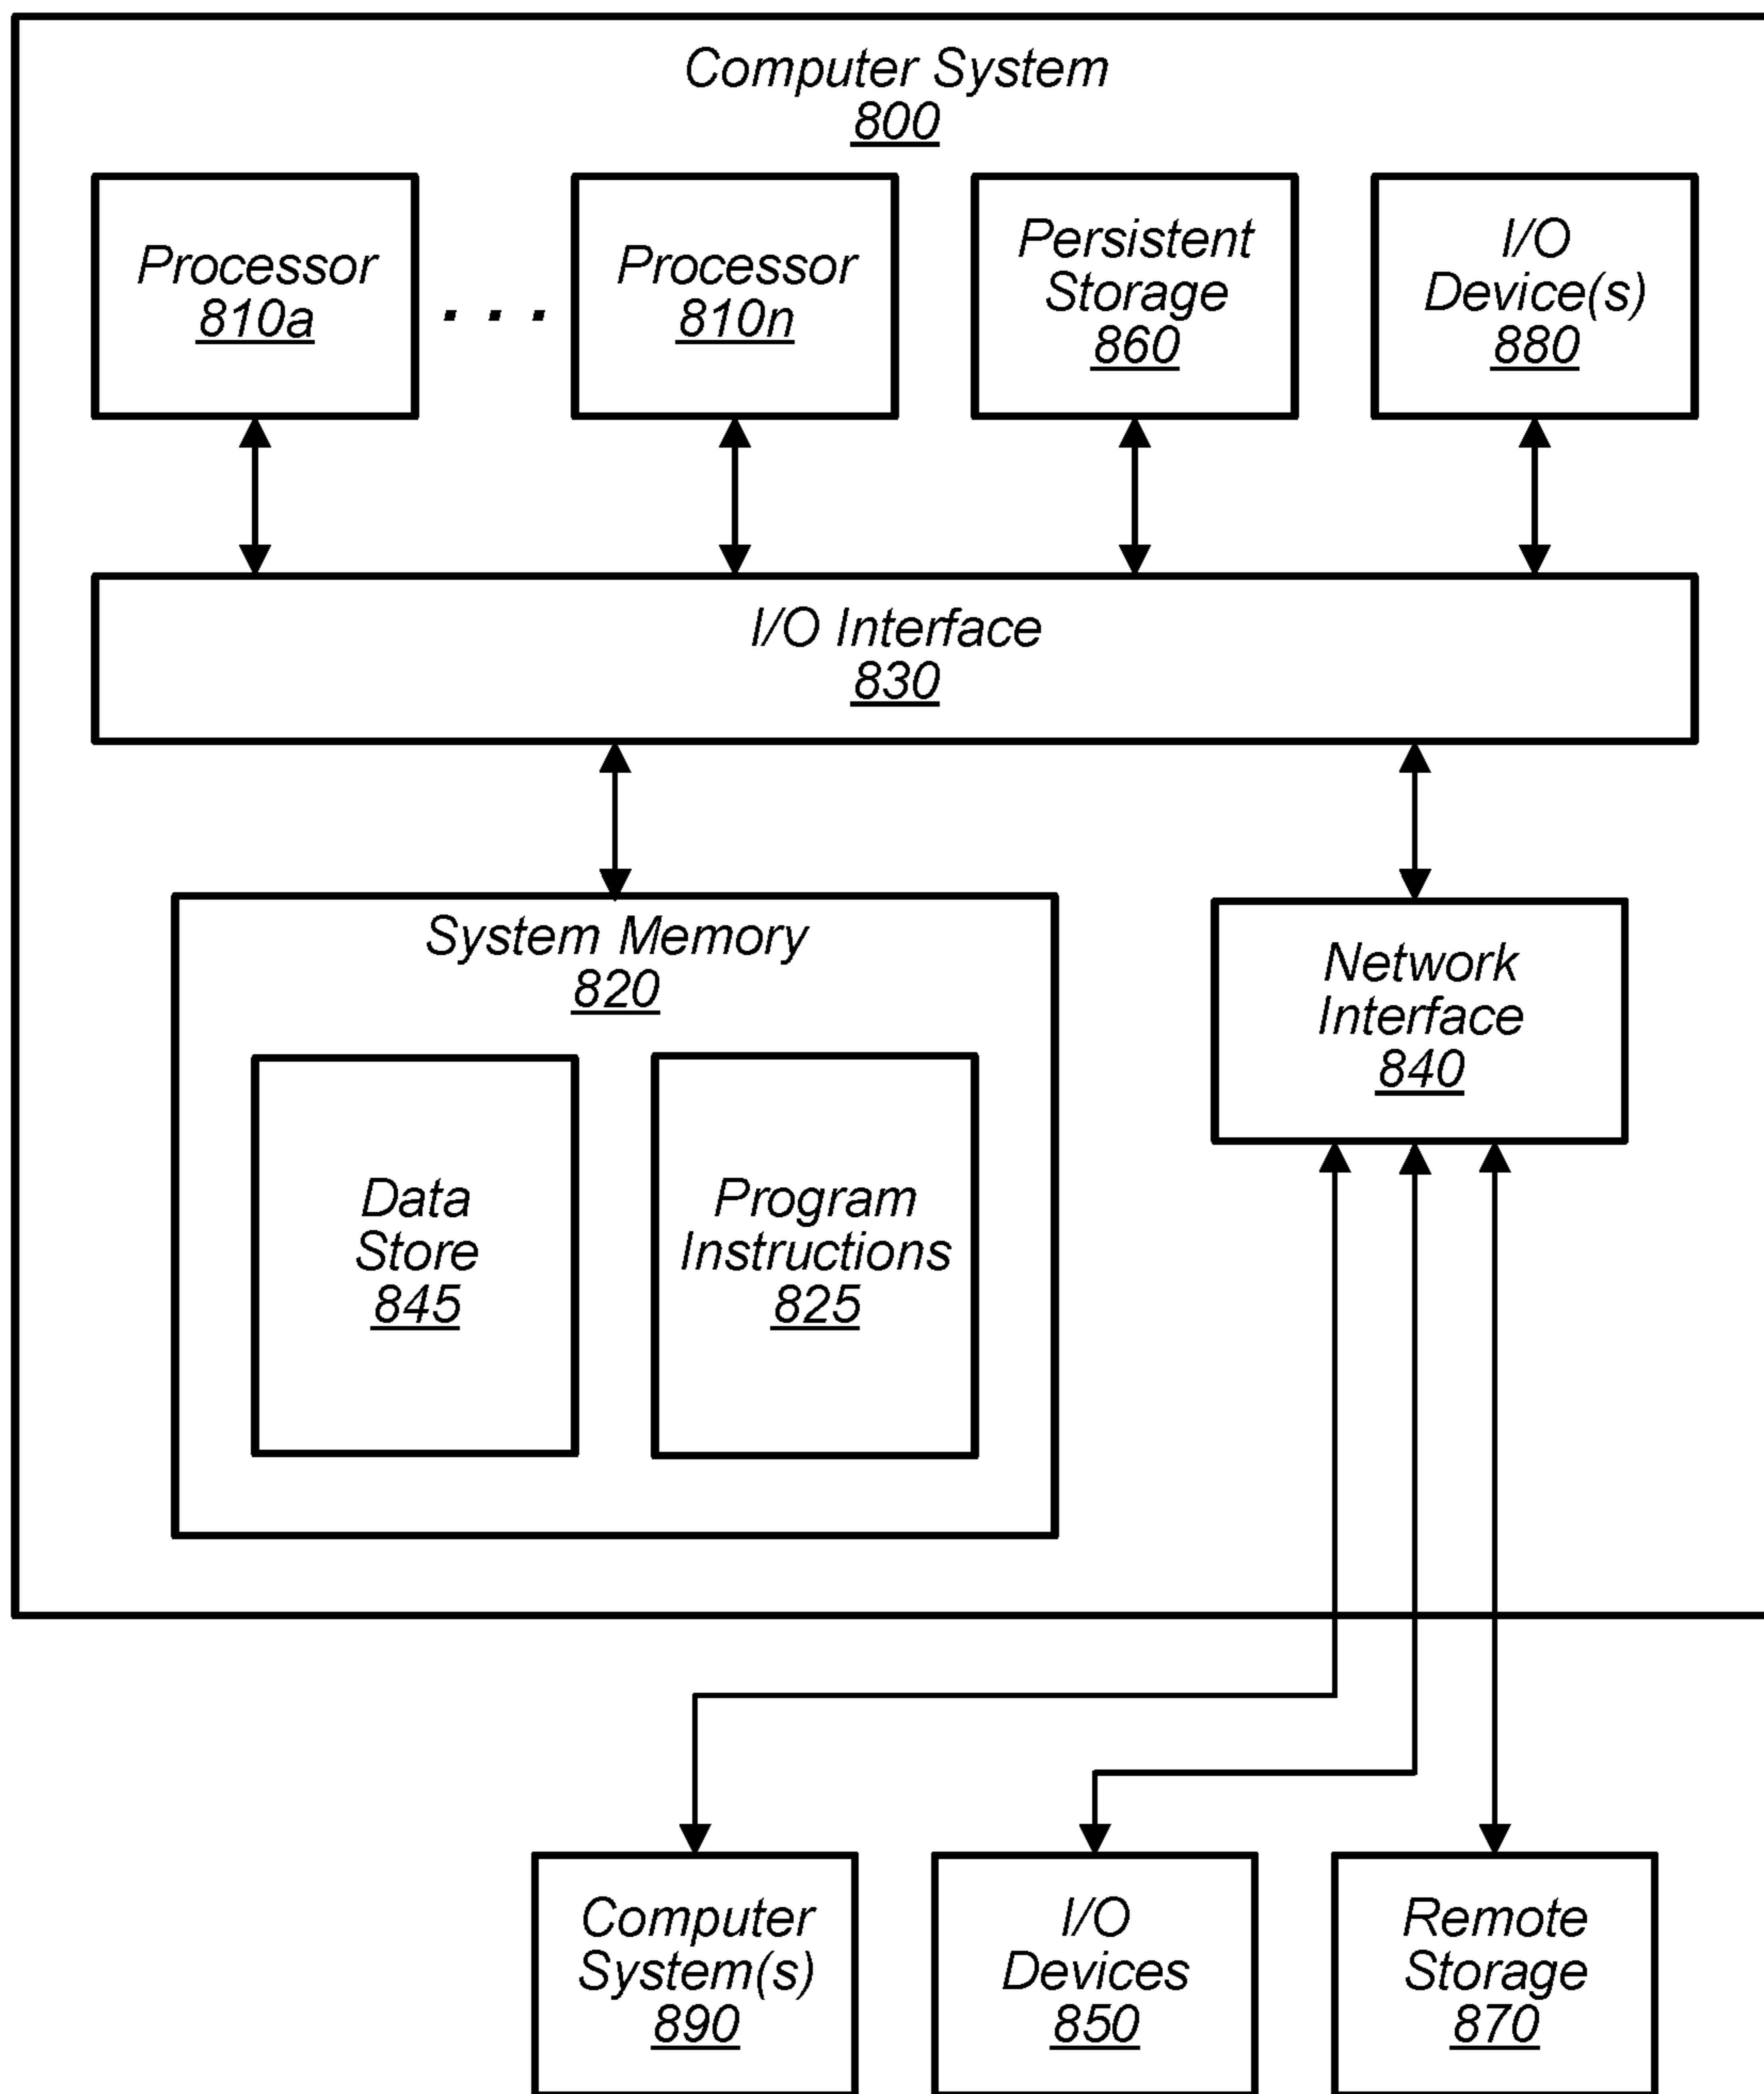 Computer System
800
Processor
810a
. . .
Processor
810n
Persistent
Storage
860
I/O
Device(s)
880
I/O Interface
830
System Memory
820
Data
Store
845
Program
Instructions
825
Network
Interface
840
Computer
System(s)
890
I/O
Devices
850
Remote
Storage
870